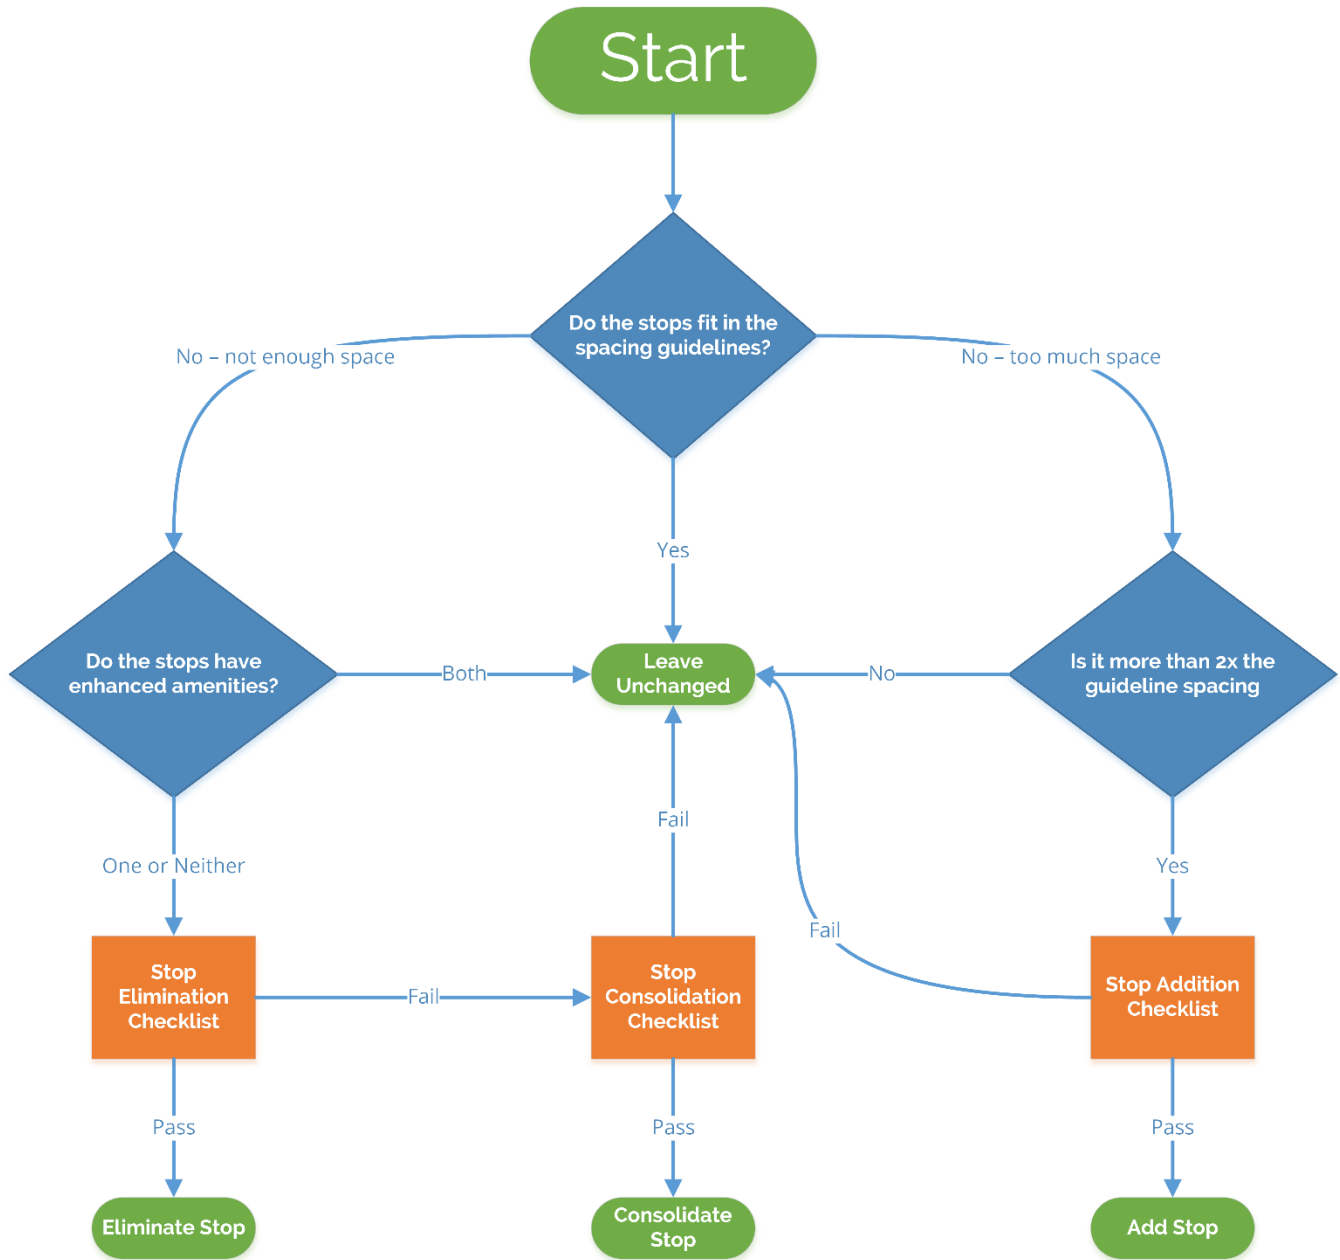 Start
Do the stops fit in the
spacing guidelines?
No – not enough space
No – too much space
Yes
Do the stops have
enhanced amenities?
Both
Leave
Unchanged
No
Is it more than 2x the
guideline spacing
Fail
One or Neither
Yes
Fail
Stop
Elimination
Checklist
Fail
Stop
Consolidation
Checklist
Stop Addition
Checklist
Pass
Pass
Pass
Eliminate Stop
Consolidate
Stop
Add Stop